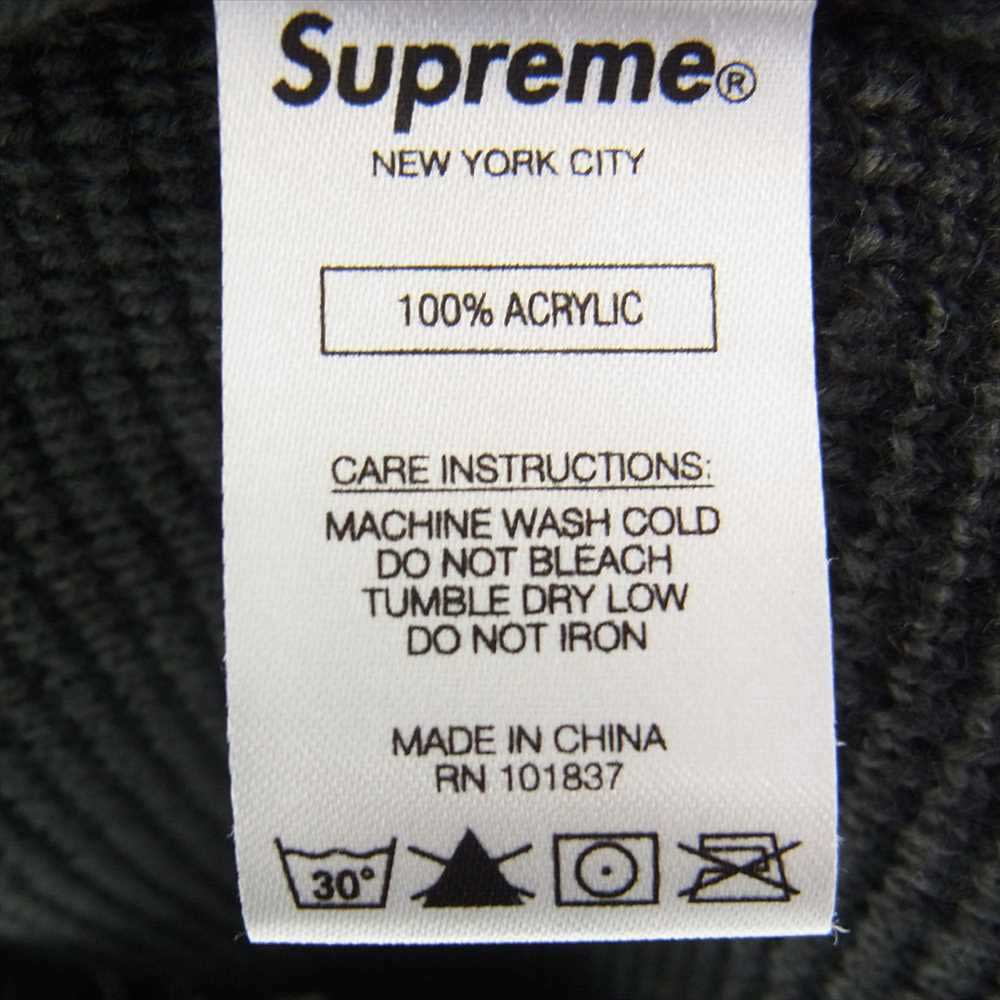 Supreme®
NEW YORK CITY
100% ACRYLIC
CARE INSTRUCTIONS:
MACHINE WASH COLD
DO NOT BLEACH
TUMBLE DRY LOW
DO NOT IRON
MADE IN CHINA
RN 101837
30°